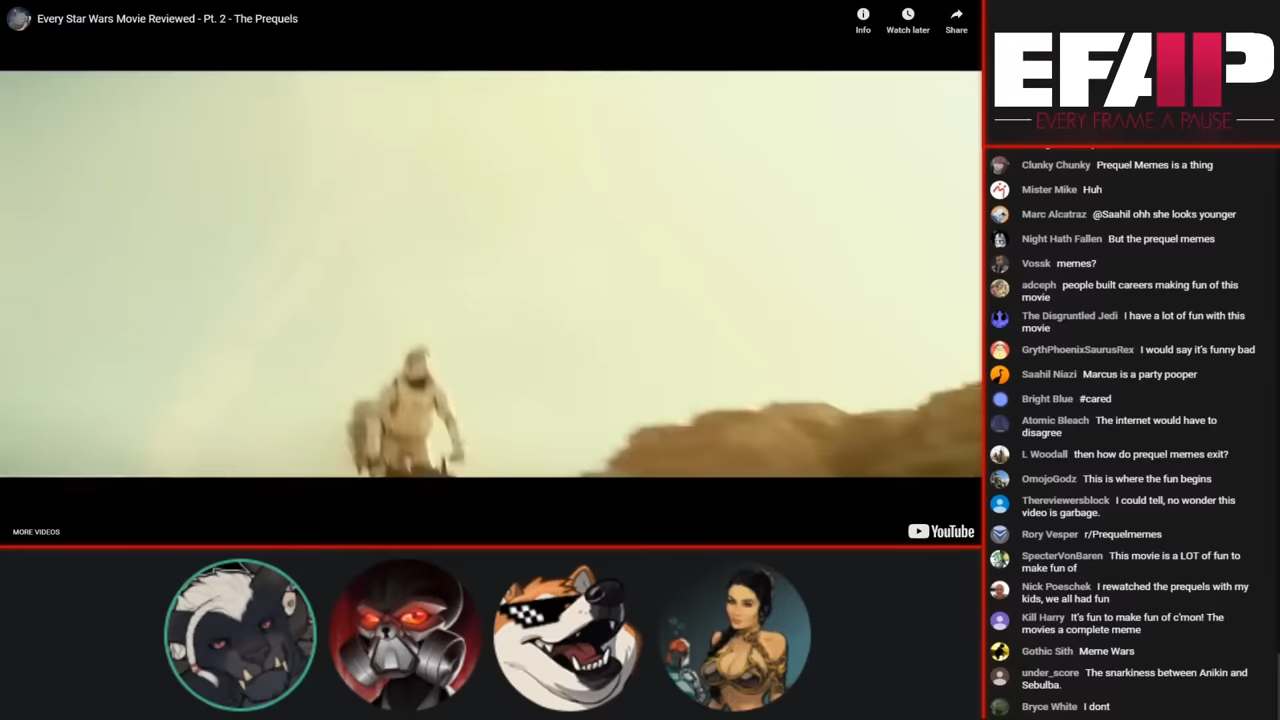 Every Star Wars Movie Reviewed - Pt. 2 - The Prequels
Info
Watch later
Share
EFAP
EVERY FRAME A PAUSE
Clunky Chunky Prequel Memes is a thing
Mister Mike Huh
Marc Alcatraz @Saahil ohh she looks younger
Night Hath Fallen But the prequel memes
Vossk memes?
adceph people built careers making fun of this
movie
The Disgruntled Jedi I have a lot of fun with this
movie
GrythPhoenixSaurusRex I would say it's funny bad
Saahil Niazi Marcus is a party pooper
Bright Blue #cared
Atomic Bleach The internet would have to
disagree
L Woodall then how do prequel memes exit?
OmojoGodz This is where the fun begins
Thereviewersblock I could tell, no wonder this
video is garbage.
Rory Vesper r/Prequelmemes
SpecterVonBaren This movie is a LOT of fun to
make fun of
Nick Poeschek I rewatched the prequels with my
kids, we all had fun
Kill Harry It's fun to make fun of c'mon! The
movies a complete meme
Gothic Sith Meme Wars
under_score The snarkiness between Anikin and
Sebulba.
Bryce White I dont
MORE VIDEOS
YouTube